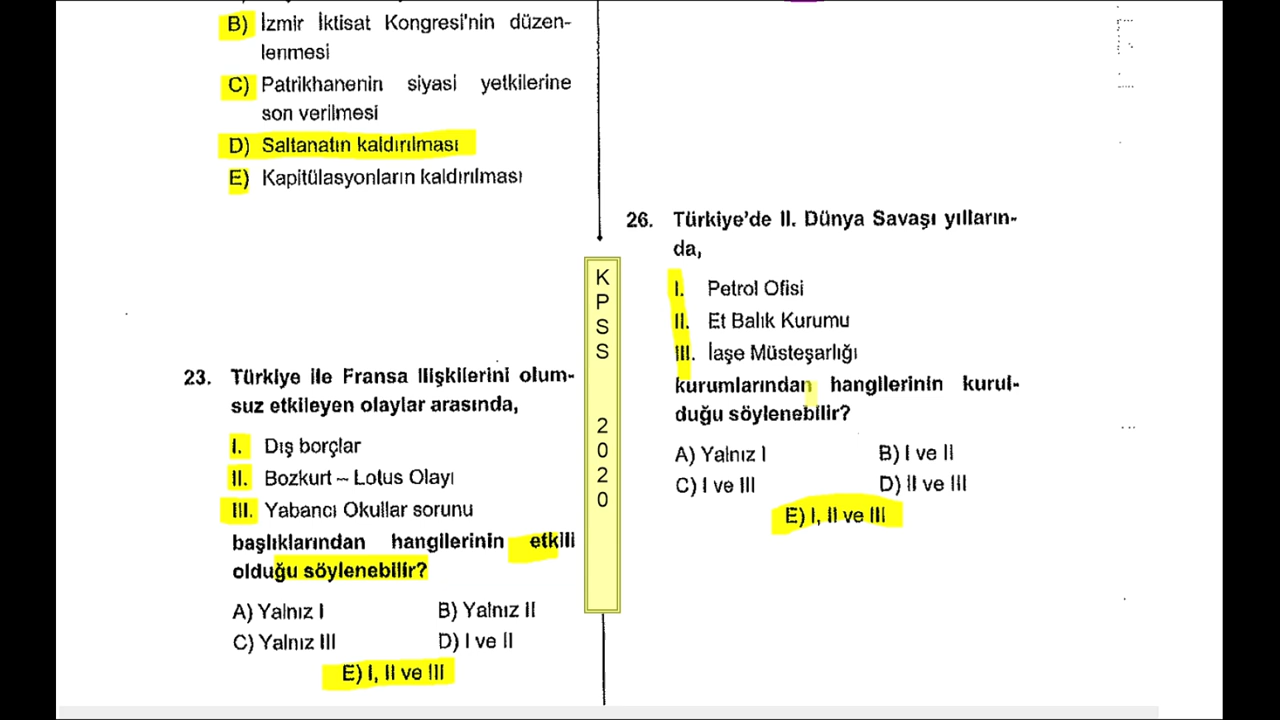 B) İzmir İktisat Kongresi'nin düzen-
lenmesi
C) Patrikhanenin siyasi yetkilerine
son verilmesi
D) Saltanatın kaldırılması
E) Kapitülasyonların kaldırılması
23. Türkiye ile Fransa ilişkilerini olum-
suz etkileyen olaylar arasında,
I. Dış borçlar
II. Bozkurt – Lotus Olayı
III. Yabancı Okullar sorunu
başlıklarından hangilerinin etkili
olduğu söylenebilir?
A) Yalnız I B) Yalnız II
C) Yalnız III D) I ve II
E) I, II ve III
KPSS 2020
26. Türkiye'de II. Dünya Savaşı yılların-
da,
I. Petrol Ofisi
II. Et Balık Kurumu
III. İaşe Müsteşarlığı
kurumlarından hangilerinin kurul-
duğu söylenebilir?
A) Yalnız I B) I ve II
C) I ve III D) II ve III
E) I, II ve III